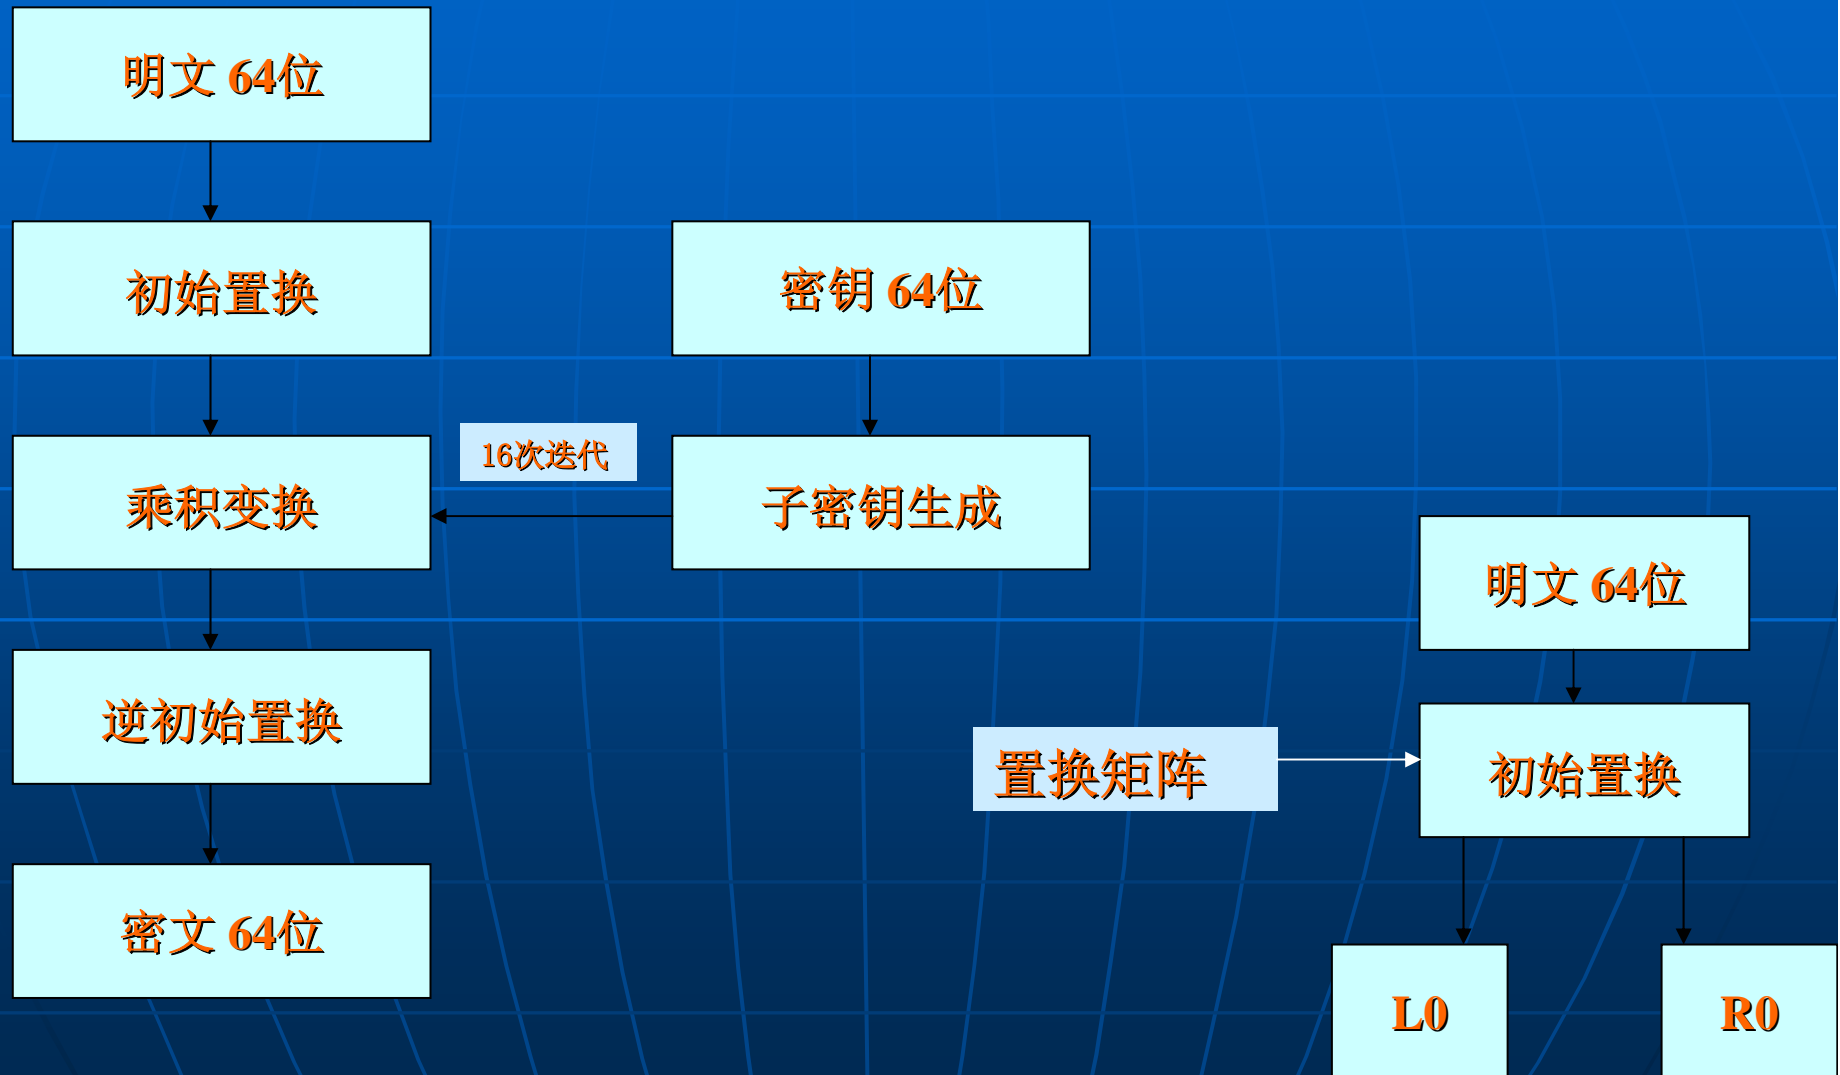 明文 64位
初始置换
密钥 64位
16次迭代
乘积变换
子密钥生成
明文 64位
逆初始置换
置换矩阵
初始置换
密文 64位
L0
R0